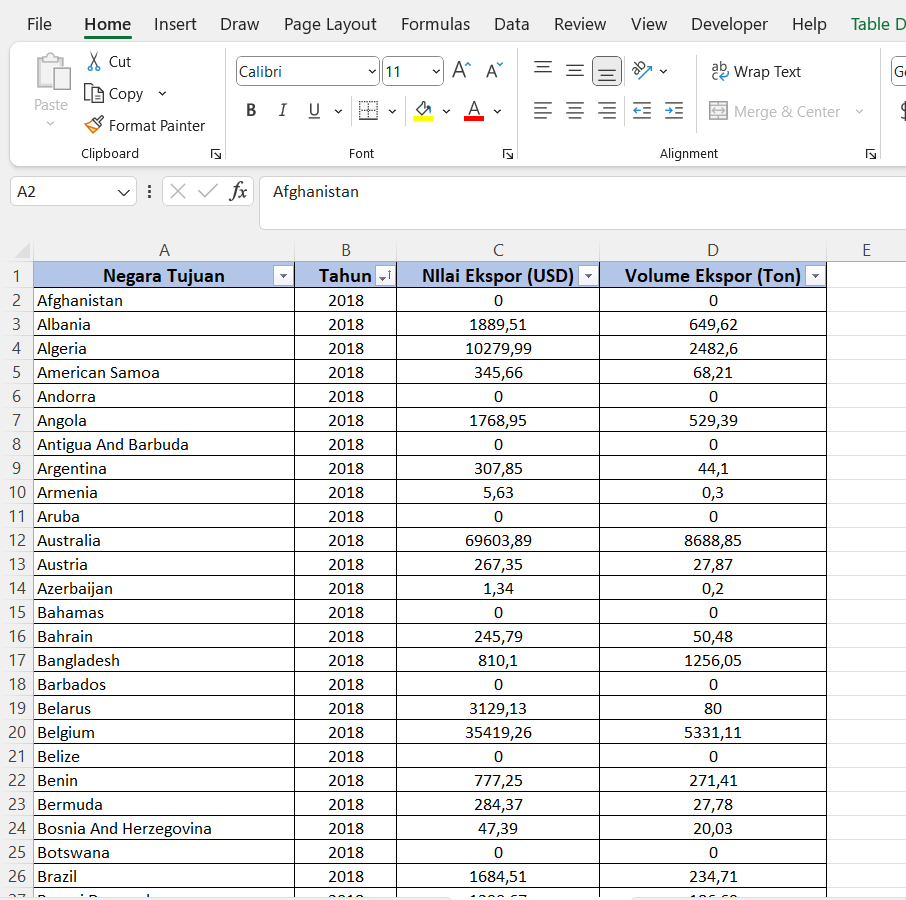 File Home Insert Draw Page Layout Formulas Data Review View Developer Help Table D
Paste
Cut
Copy
Format Painter
Clipboard
Calibri 11 A A
B I U A
Font
ab Wrap Text
Merge & Center
Alignment
Ge
$
A2 fx Afghanistan
A B C D E
1 Negara Tujuan Tahun NIlai Ekspor (USD) Volume Ekspor (Ton)
2 Afghanistan 2018 0 0
3 Albania 2018 1889,51 649,62
4 Algeria 2018 10279,99 2482,6
5 American Samoa 2018 345,66 68,21
6 Andorra 2018 0 0
7 Angola 2018 1768,95 529,39
8 Antigua And Barbuda 2018 0 0
9 Argentina 2018 307,85 44,1
10 Armenia 2018 5,63 0,3
11 Aruba 2018 0 0
12 Australia 2018 69603,89 8688,85
13 Austria 2018 267,35 27,87
14 Azerbaijan 2018 1,34 0,2
15 Bahamas 2018 0 0
16 Bahrain 2018 245,79 50,48
17 Bangladesh 2018 810,1 1256,05
18 Barbados 2018 0 0
19 Belarus 2018 3129,13 80
20 Belgium 2018 35419,26 5331,11
21 Belize 2018 0 0
22 Benin 2018 777,25 271,41
23 Bermuda 2018 284,37 27,78
24 Bosnia And Herzegovina 2018 47,39 20,03
25 Botswana 2018 0 0
26 Brazil 2018 1684,51 234,71